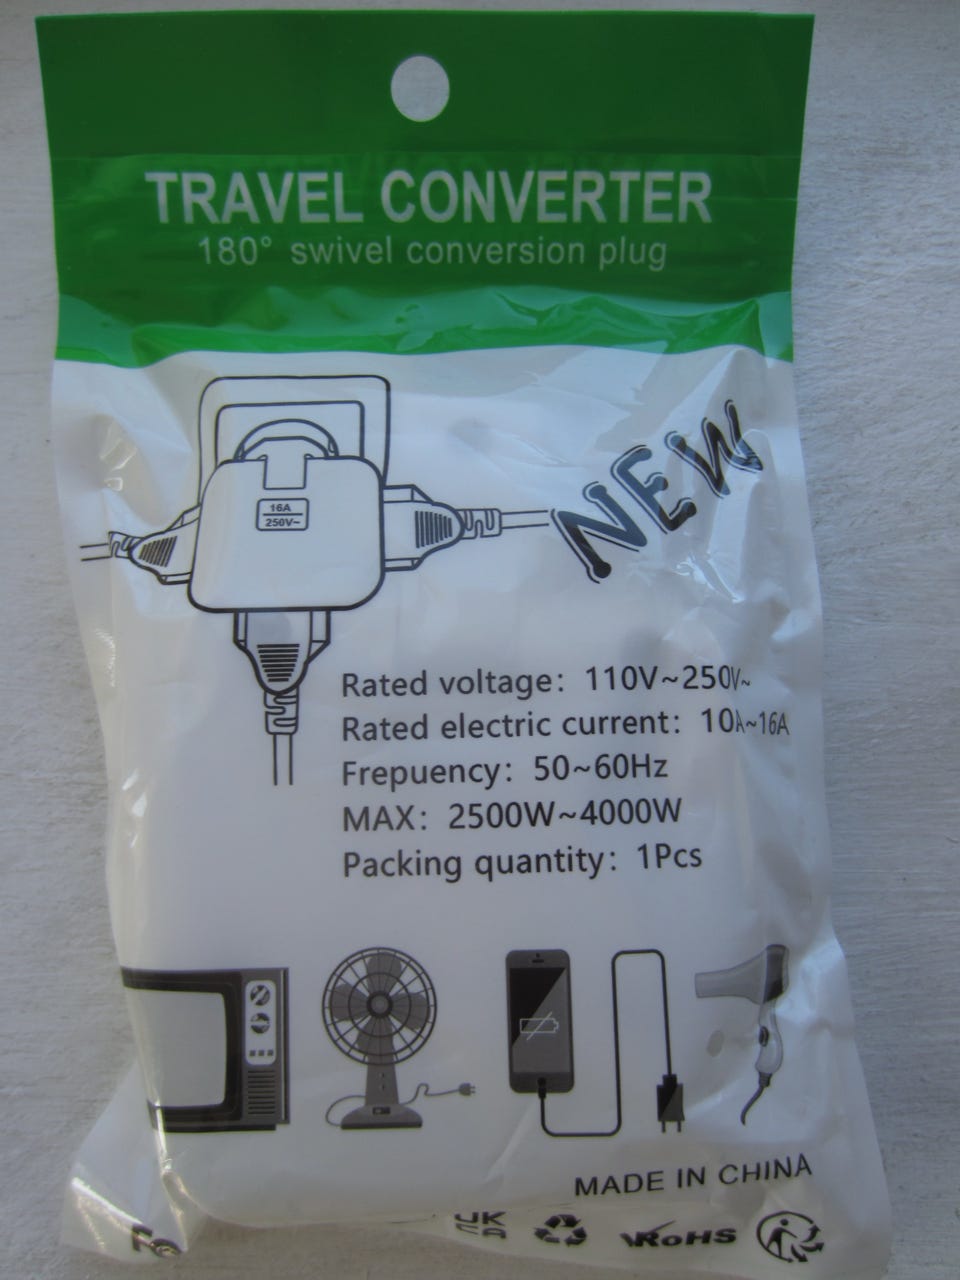 TRAVEL CONVERTER
180° swivel conversion plug
16A
250V~
NEW
Rated voltage: 110V~250V~
Rated electric current: 10A~16A
Frepuency: 50~60Hz
MAX: 2500W~4000W
Packing quantity: 1Pcs
MADE IN CHINA
UK
CA
RoHS